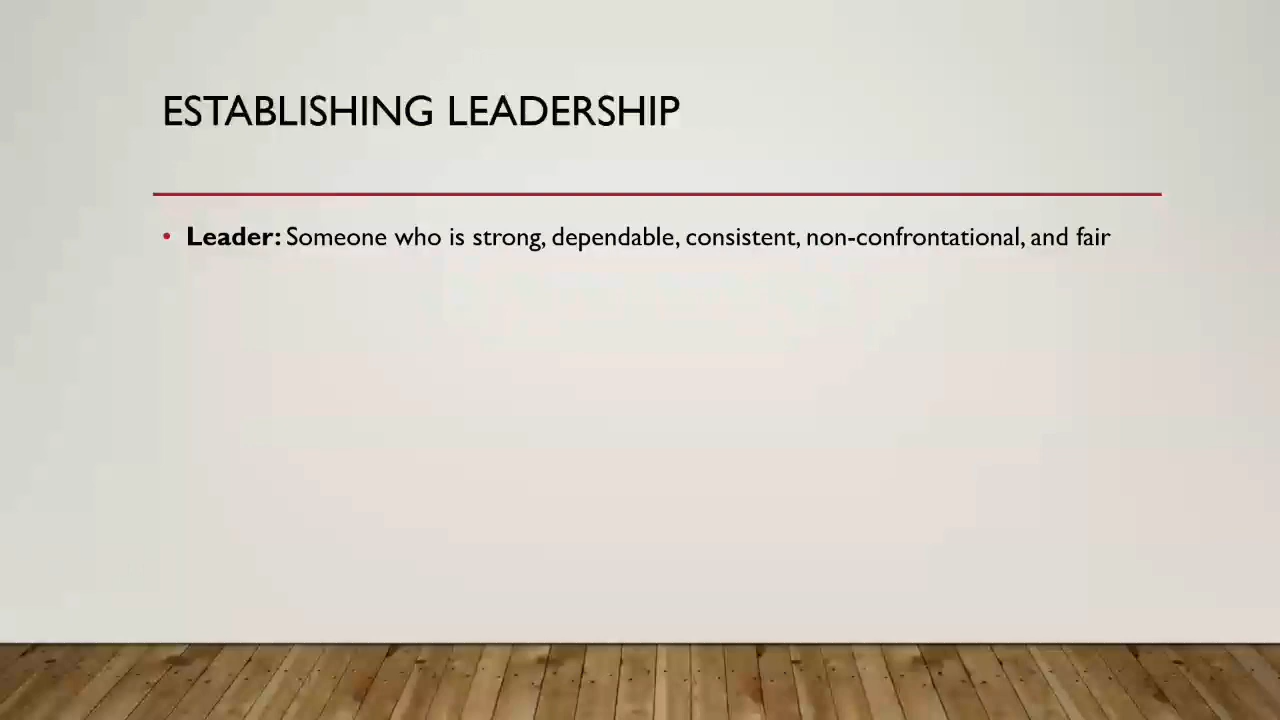 ESTABLISHING LEADERSHIP
• Leader: Someone who is strong, dependable, consistent, non-confrontational, and fair